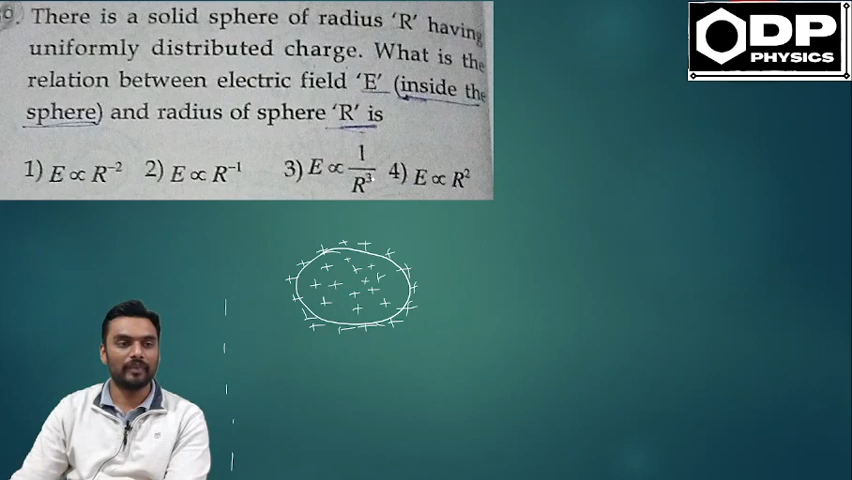 9. There is a solid sphere of radius ‘R’ having
uniformly distributed charge. What is the
relation between electric field ‘E’ (inside the
sphere) and radius of sphere ‘R’ is
1) E ∝ R⁻² 2) E ∝ R⁻¹ 3) E ∝ 1/R³ 4) E ∝ R²
DP
PHYSICS